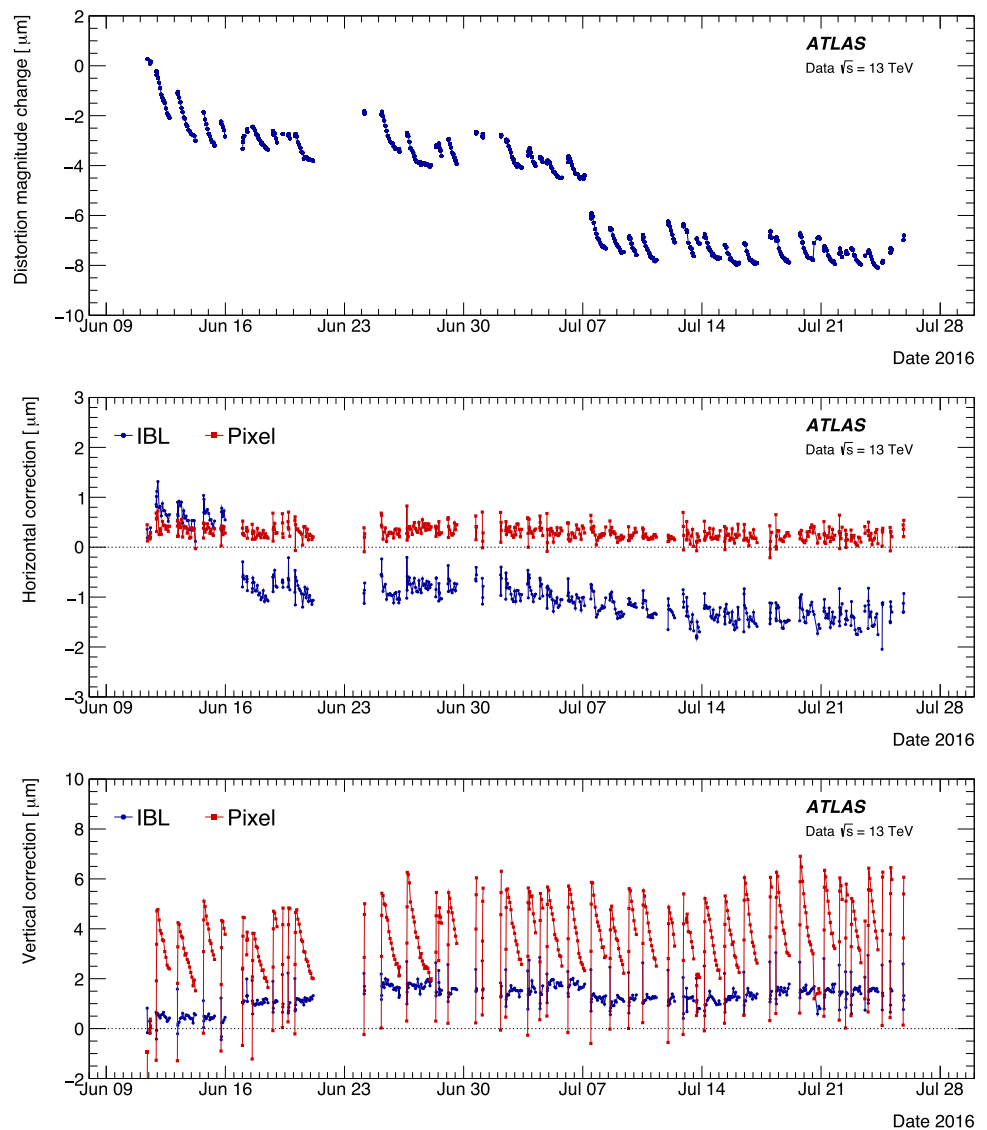 Distortion magnitude change [ μm]
2
0
−2
−4
−6
−8
−10
ATLAS
Data √s = 13 TeV
Jun 09 Jun 16 Jun 23 Jun 30 Jul 07 Jul 14 Jul 21 Jul 28
Date 2016
Horizontal correction [ μm]
3
2
1
0
−1
−2
−3
IBL Pixel
ATLAS
Data √s = 13 TeV
Jun 09 Jun 16 Jun 23 Jun 30 Jul 07 Jul 14 Jul 21 Jul 28
Date 2016
Vertical correction [ μm]
10
8
6
4
2
0
−2
IBL Pixel
ATLAS
Data √s = 13 TeV
Jun 09 Jun 16 Jun 23 Jun 30 Jul 07 Jul 14 Jul 21 Jul 28
Date 2016